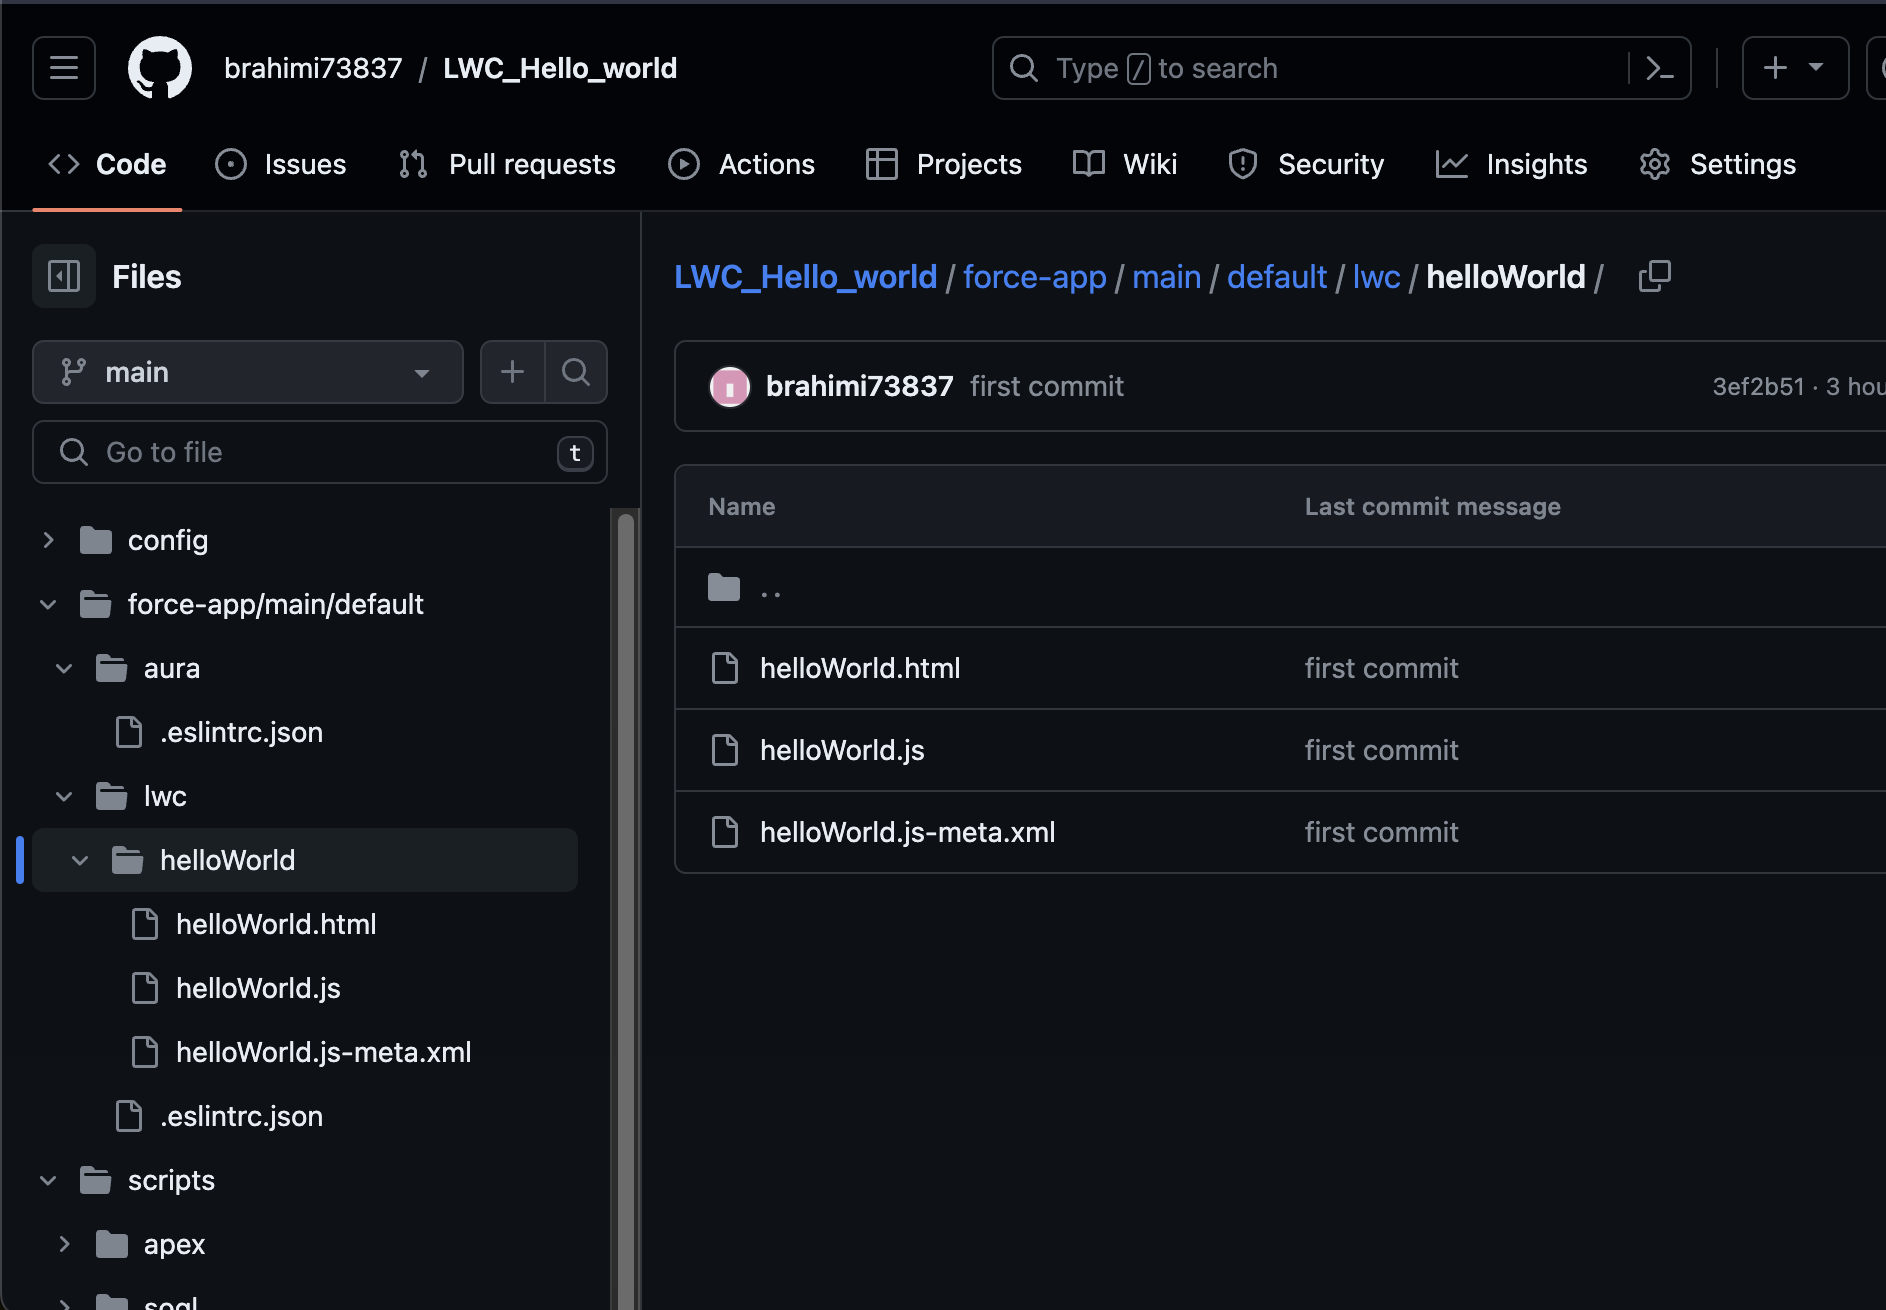 brahimi73837 / LWC_Hello_world
Type / to search
Code Issues Pull requests Actions Projects Wiki Security Insights Settings
Files
main
Go to file t
config
force-app/main/default
aura
.eslintrc.json
lwc
helloWorld
helloWorld.html
helloWorld.js
helloWorld.js-meta.xml
.eslintrc.json
scripts
apex
LWC_Hello_world / force-app / main / default / lwc / helloWorld /
brahimi73837 first commit 3ef2b51 · 3
Name Last commit message
..
helloWorld.html first commit
helloWorld.js first commit
helloWorld.js-meta.xml first commit